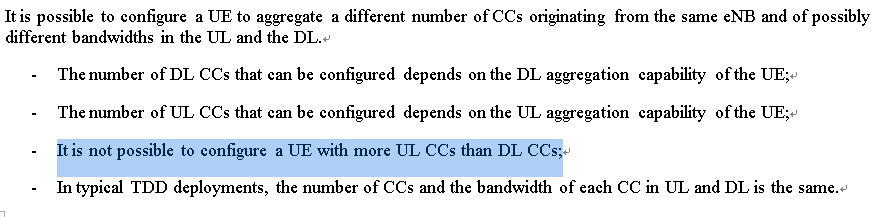 It is possible to configure a UE to aggregate a different number of CCs originating from the same eNB and of possibly
different bandwidths in the UL and the DL.
- The number of DL CCs that can be configured depends on the DL aggregation capability of the UE;
- The number of UL CCs that can be configured depends on the UL aggregation capability of the UE;
- It is not possible to configure a UE with more UL CCs than DL CCs;
- In typical TDD deployments, the number of CCs and the bandwidth of each CC in UL and DL is the same.